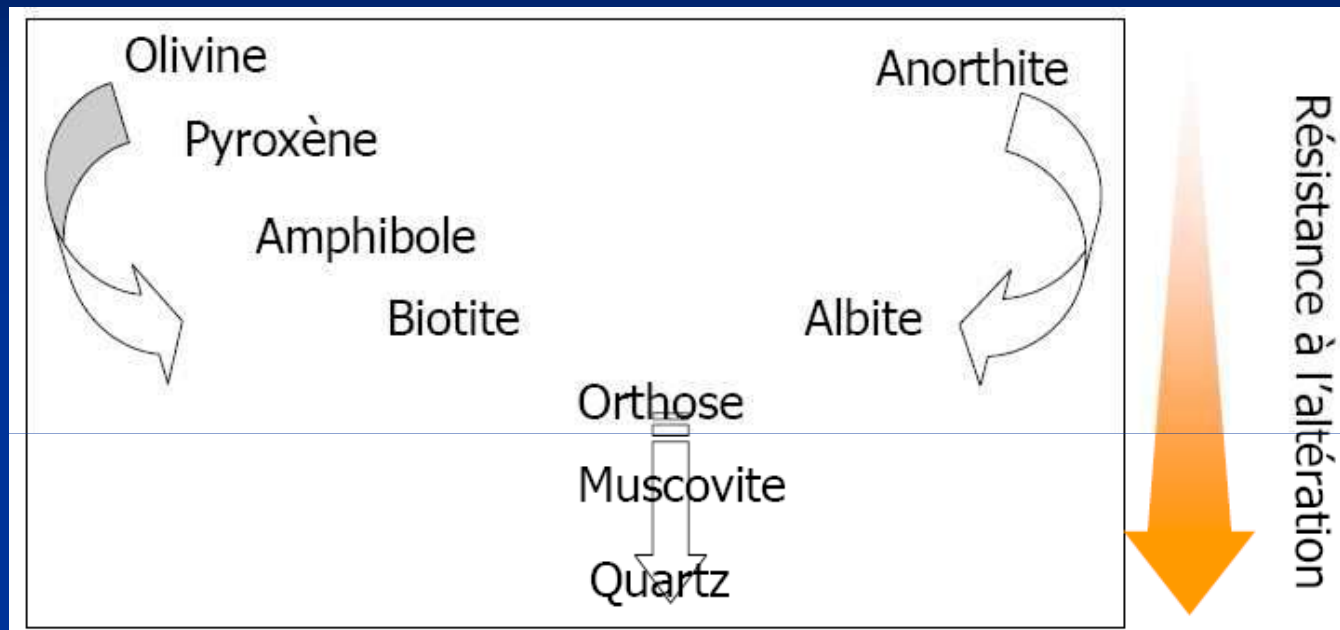 Olivine
Anorthite
Pyroxène
Amphibole
Biotite
Albite
Orthose
Muscovite
Quartz
Résistance à l'altération